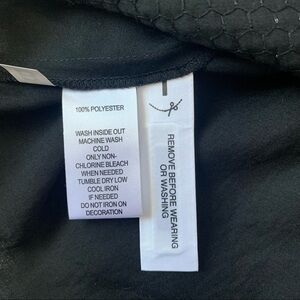 100% POLYESTER
WASH INSIDE OUT
MACHINE WASH
COLD
ONLY NON-
CHLORINE BLEACH
WHEN NEEDED
TUMBLE DRY LOW
COOL IRON
IF NEEDED
DO NOT IRON ON
DECORATION
REMOVE BEFORE WEARING
OR WASHING